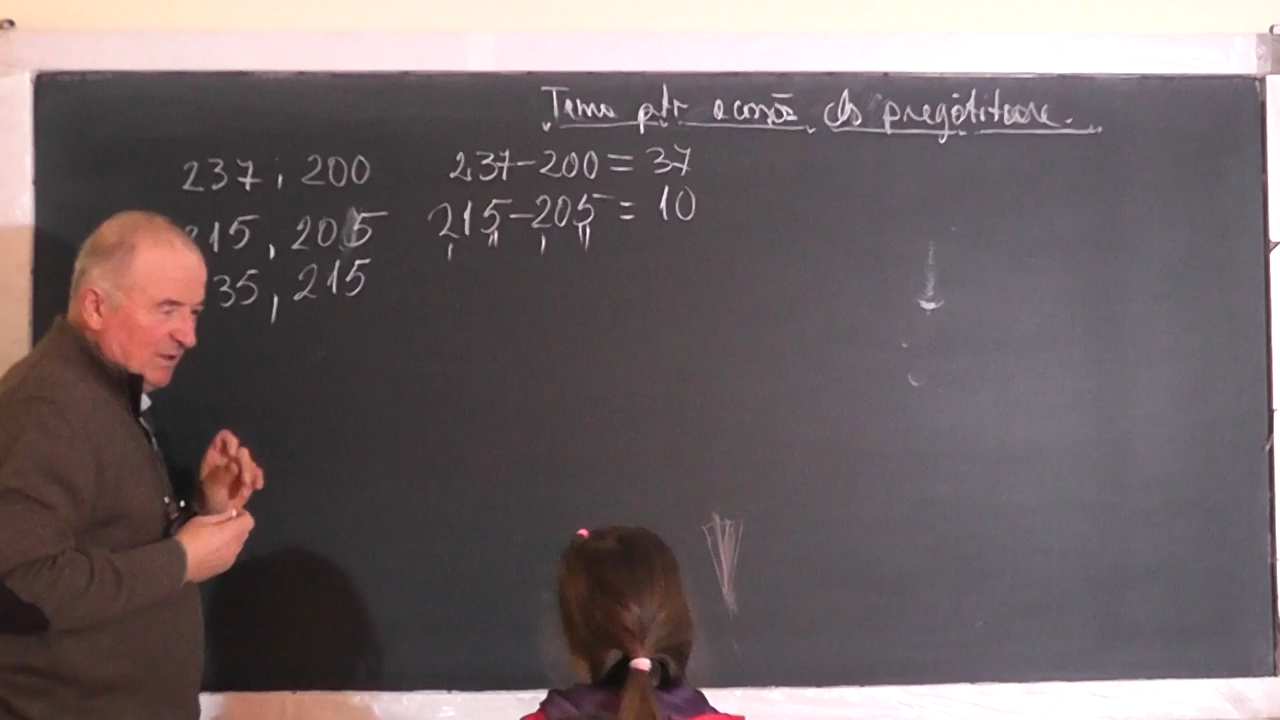 Tema ptr acasă cls pregătitoare.
237, 200 237-200=37
215, 205 215-205=10
35, 215